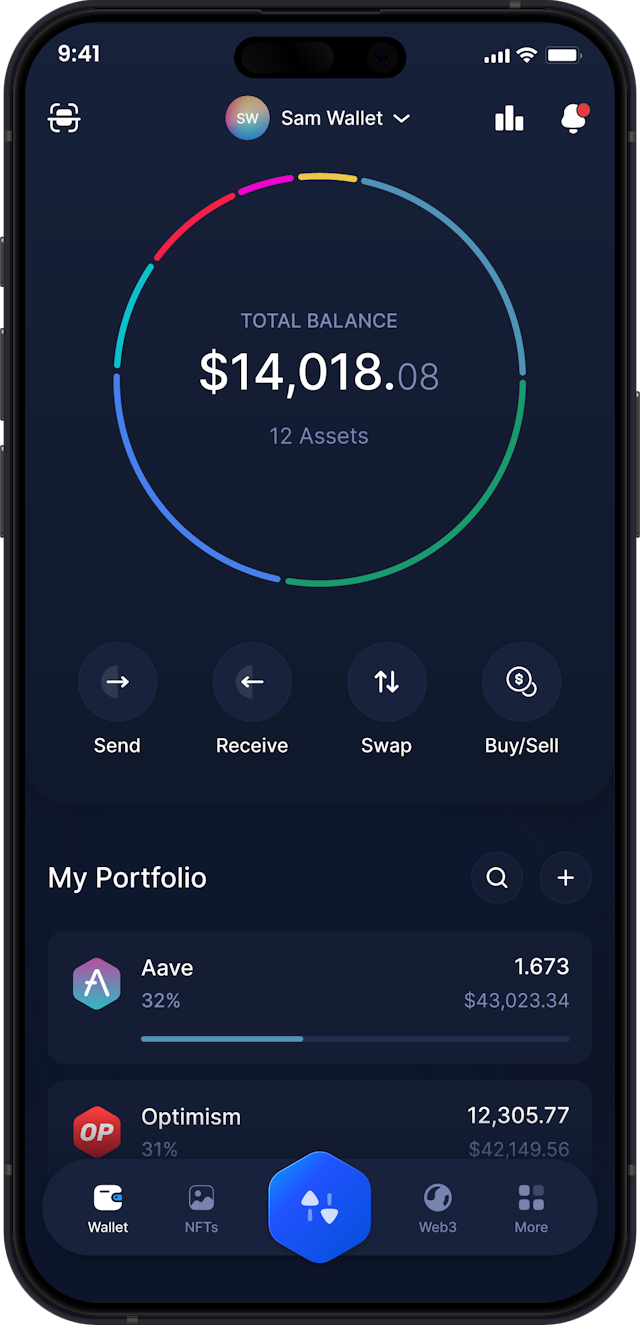 9:41
SW Sam Wallet
TOTAL BALANCE
$14,018.08
12 Assets
Send Receive Swap Buy/Sell
My Portfolio
Aave 1.673
32% $43,023.34
OP Optimism 12,305.77
31% $42,149.56
Wallet NFTs Web3 More